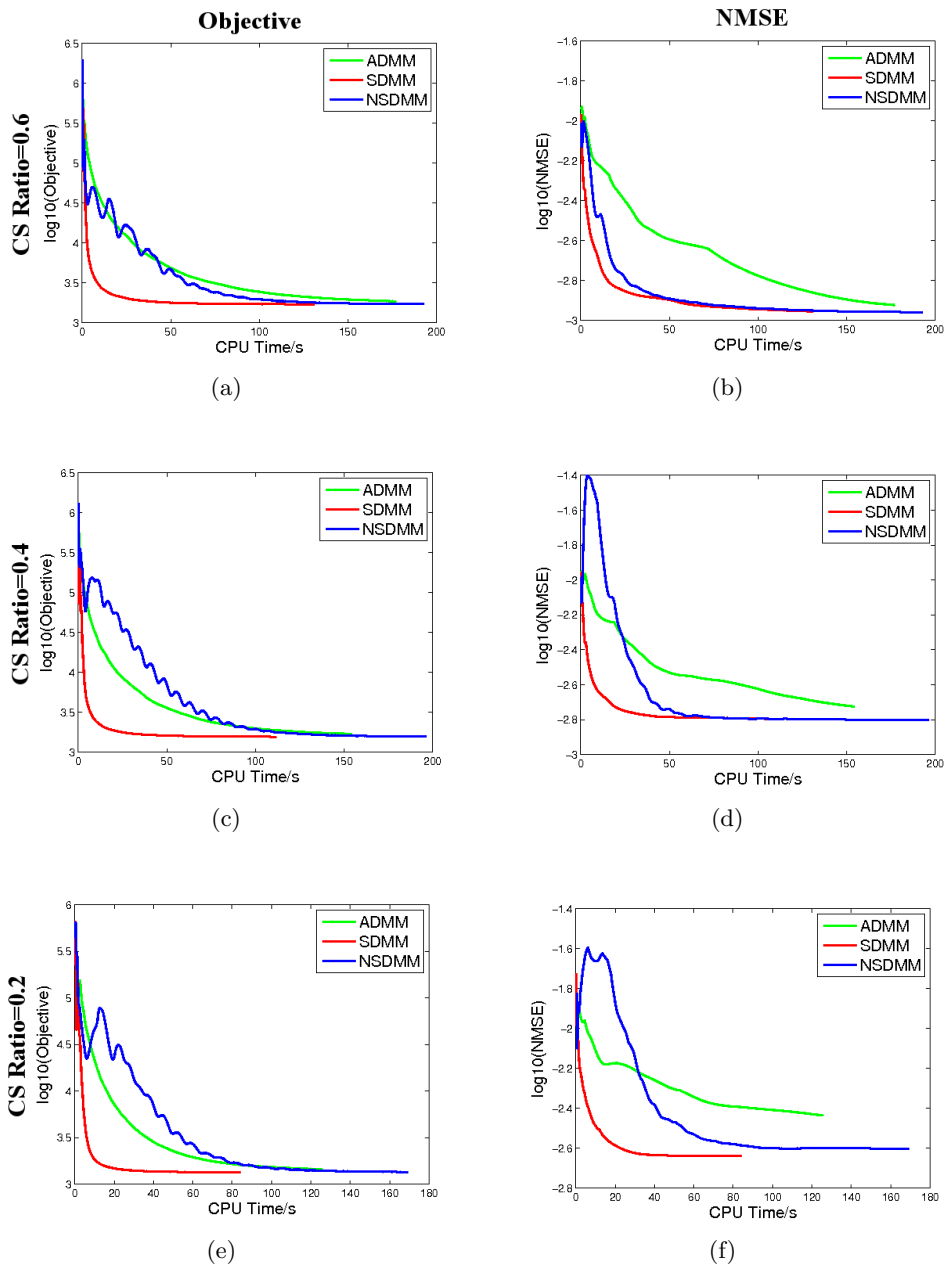 Objective
NMSE
CS Ratio=0.6
6.5
6
5.5
5
4.5
4
3.5
3
log10(Objective)
ADMM
SDMM
NSDMM
0
50
100
150
200
CPU Time/s
(a)
−1.6
−1.8
−2
−2.2
−2.4
−2.6
−2.8
−3
log10(NMSE)
ADMM
SDMM
NSDMM
0
50
100
150
200
CPU Time/s
(b)
CS Ratio=0.4
6.5
6
5.5
5
4.5
4
3.5
3
log10(Objective)
ADMM
SDMM
NSDMM
0
50
100
150
200
CPU Time/s
(c)
−1.4
−1.6
−1.8
−2
−2.2
−2.4
−2.6
−2.8
−3
log10(NMSE)
ADMM
SDMM
NSDMM
0
50
100
150
200
CPU Time/s
(d)
CS Ratio=0.2
6
5.5
5
4.5
4
3.5
3
log10(Objective)
ADMM
SDMM
NSDMM
0
20
40
60
80
100
120
140
160
180
CPU Time/s
(e)
−1.4
−1.6
−1.8
−2
−2.2
−2.4
−2.6
−2.8
log10(NMSE)
ADMM
SDMM
NSDMM
0
20
40
60
80
100
120
140
160
180
CPU Time/s
(f)